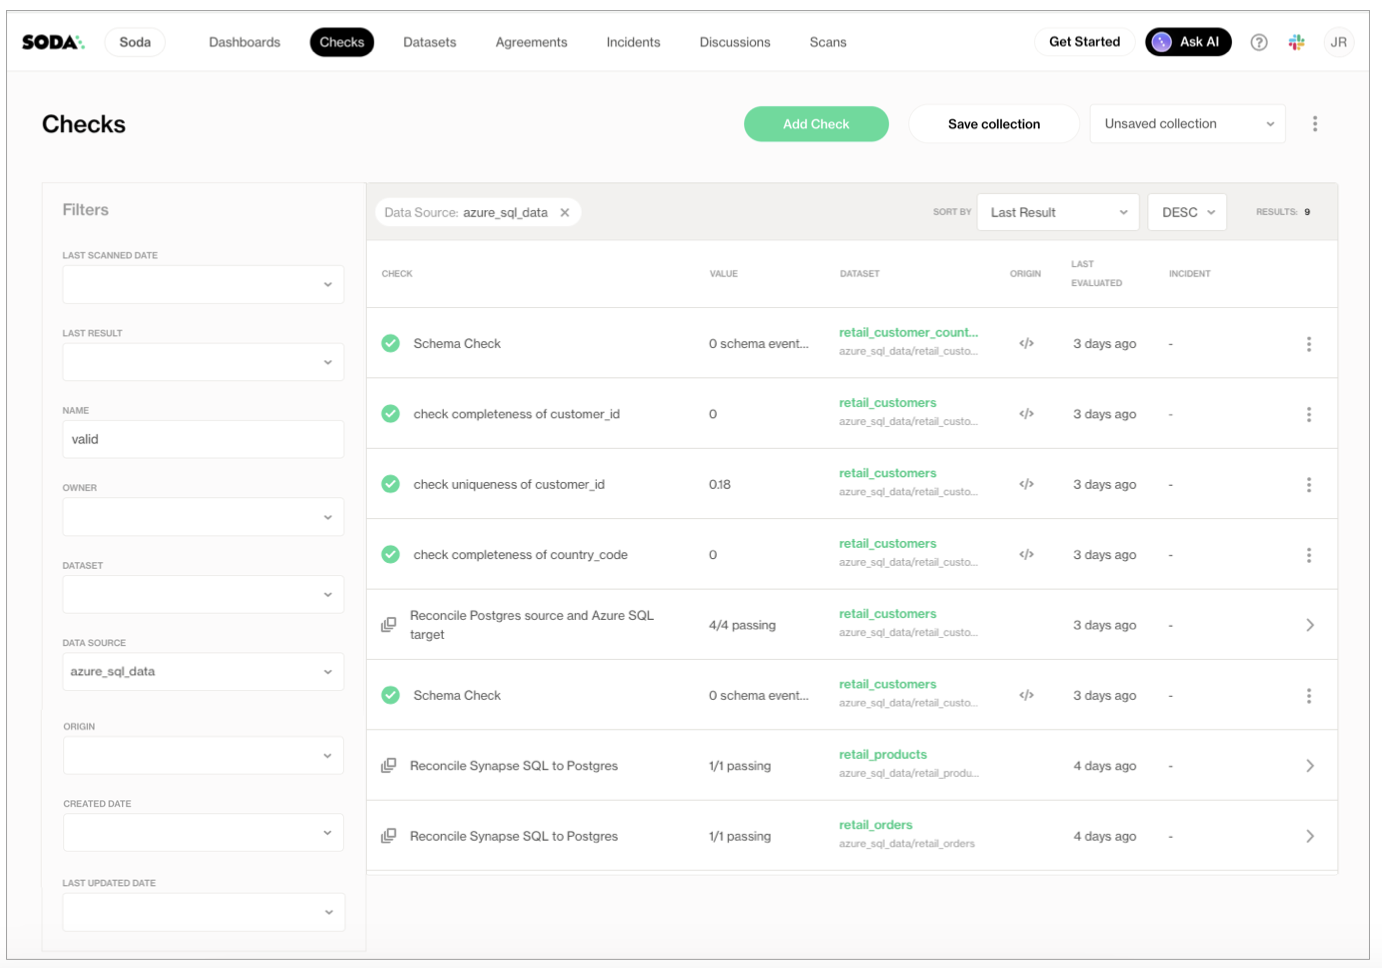 SODA Soda Dashboards Checks Datasets Agreements Incidents Discussions Scans Get Started Ask AI ? JR
Checks Add Check Save collection Unsaved collection
Filters
LAST SCANNED DATE
LAST RESULT
NAME
valid
OWNER
DATASET
DATA SOURCE
azure_sql_data
ORIGIN
CREATED DATE
LAST UPDATED DATE
Data Source: azure_sql_data SORT BY Last Result DESC RESULTS: 9
CHECK VALUE DATASET ORIGIN LAST EVALUATED INCIDENT
Schema Check 0 schema event... retail_customer_count... </> 3 days ago -
azure_sql_data/retail_custo...
check completeness of customer_id 0 retail_customers </> 3 days ago -
azure_sql_data/retail_custo...
check uniqueness of customer_id 0.18 retail_customers </> 3 days ago -
azure_sql_data/retail_custo...
check completeness of country_code 0 retail_customers </> 3 days ago -
azure_sql_data/retail_custo...
Reconcile Postgres source and Azure SQL
target 4/4 passing retail_customers 3 days ago -
azure_sql_data/retail_custo...
Schema Check 0 schema event... retail_customers </> 3 days ago -
azure_sql_data/retail_custo...
Reconcile Synapse SQL to Postgres 1/1 passing retail_products 4 days ago -
azure_sql_data/retail_produ...
Reconcile Synapse SQL to Postgres 1/1 passing retail_orders 4 days ago -
azure_sql_data/retail_orders